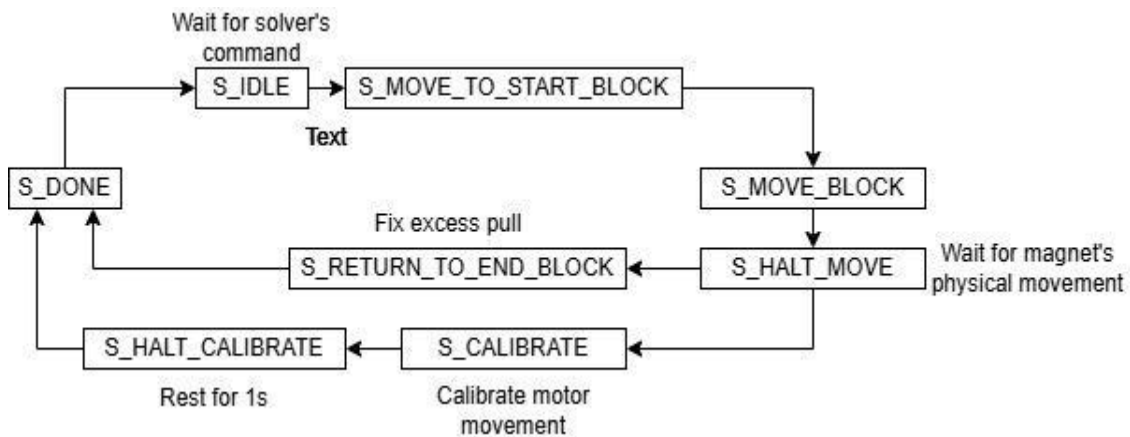 Wait for solver's
command
S_IDLE
S_MOVE_TO_START_BLOCK
Text
S_DONE
S_MOVE_BLOCK
Fix excess pull
S_RETURN_TO_END_BLOCK
S_HALT_MOVE
Wait for magnet's
physical movement
S_HALT_CALIBRATE
S_CALIBRATE
Rest for 1s
Calibrate motor
movement